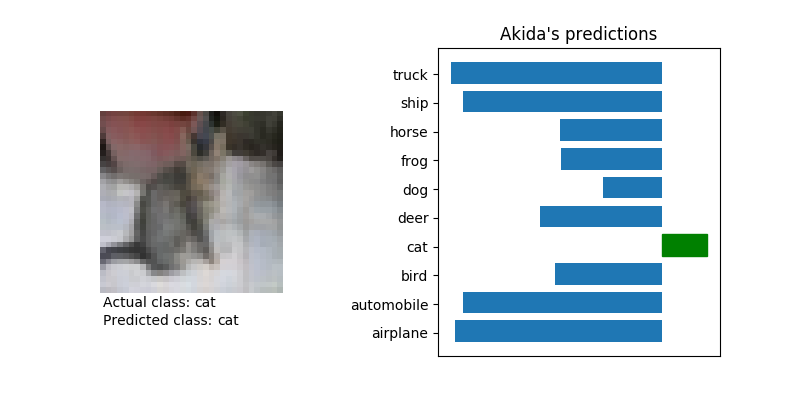 Akida's predictions
truck
ship
horse
frog
dog
deer
cat
bird
automobile
airplane
Actual class: cat
Predicted class: cat